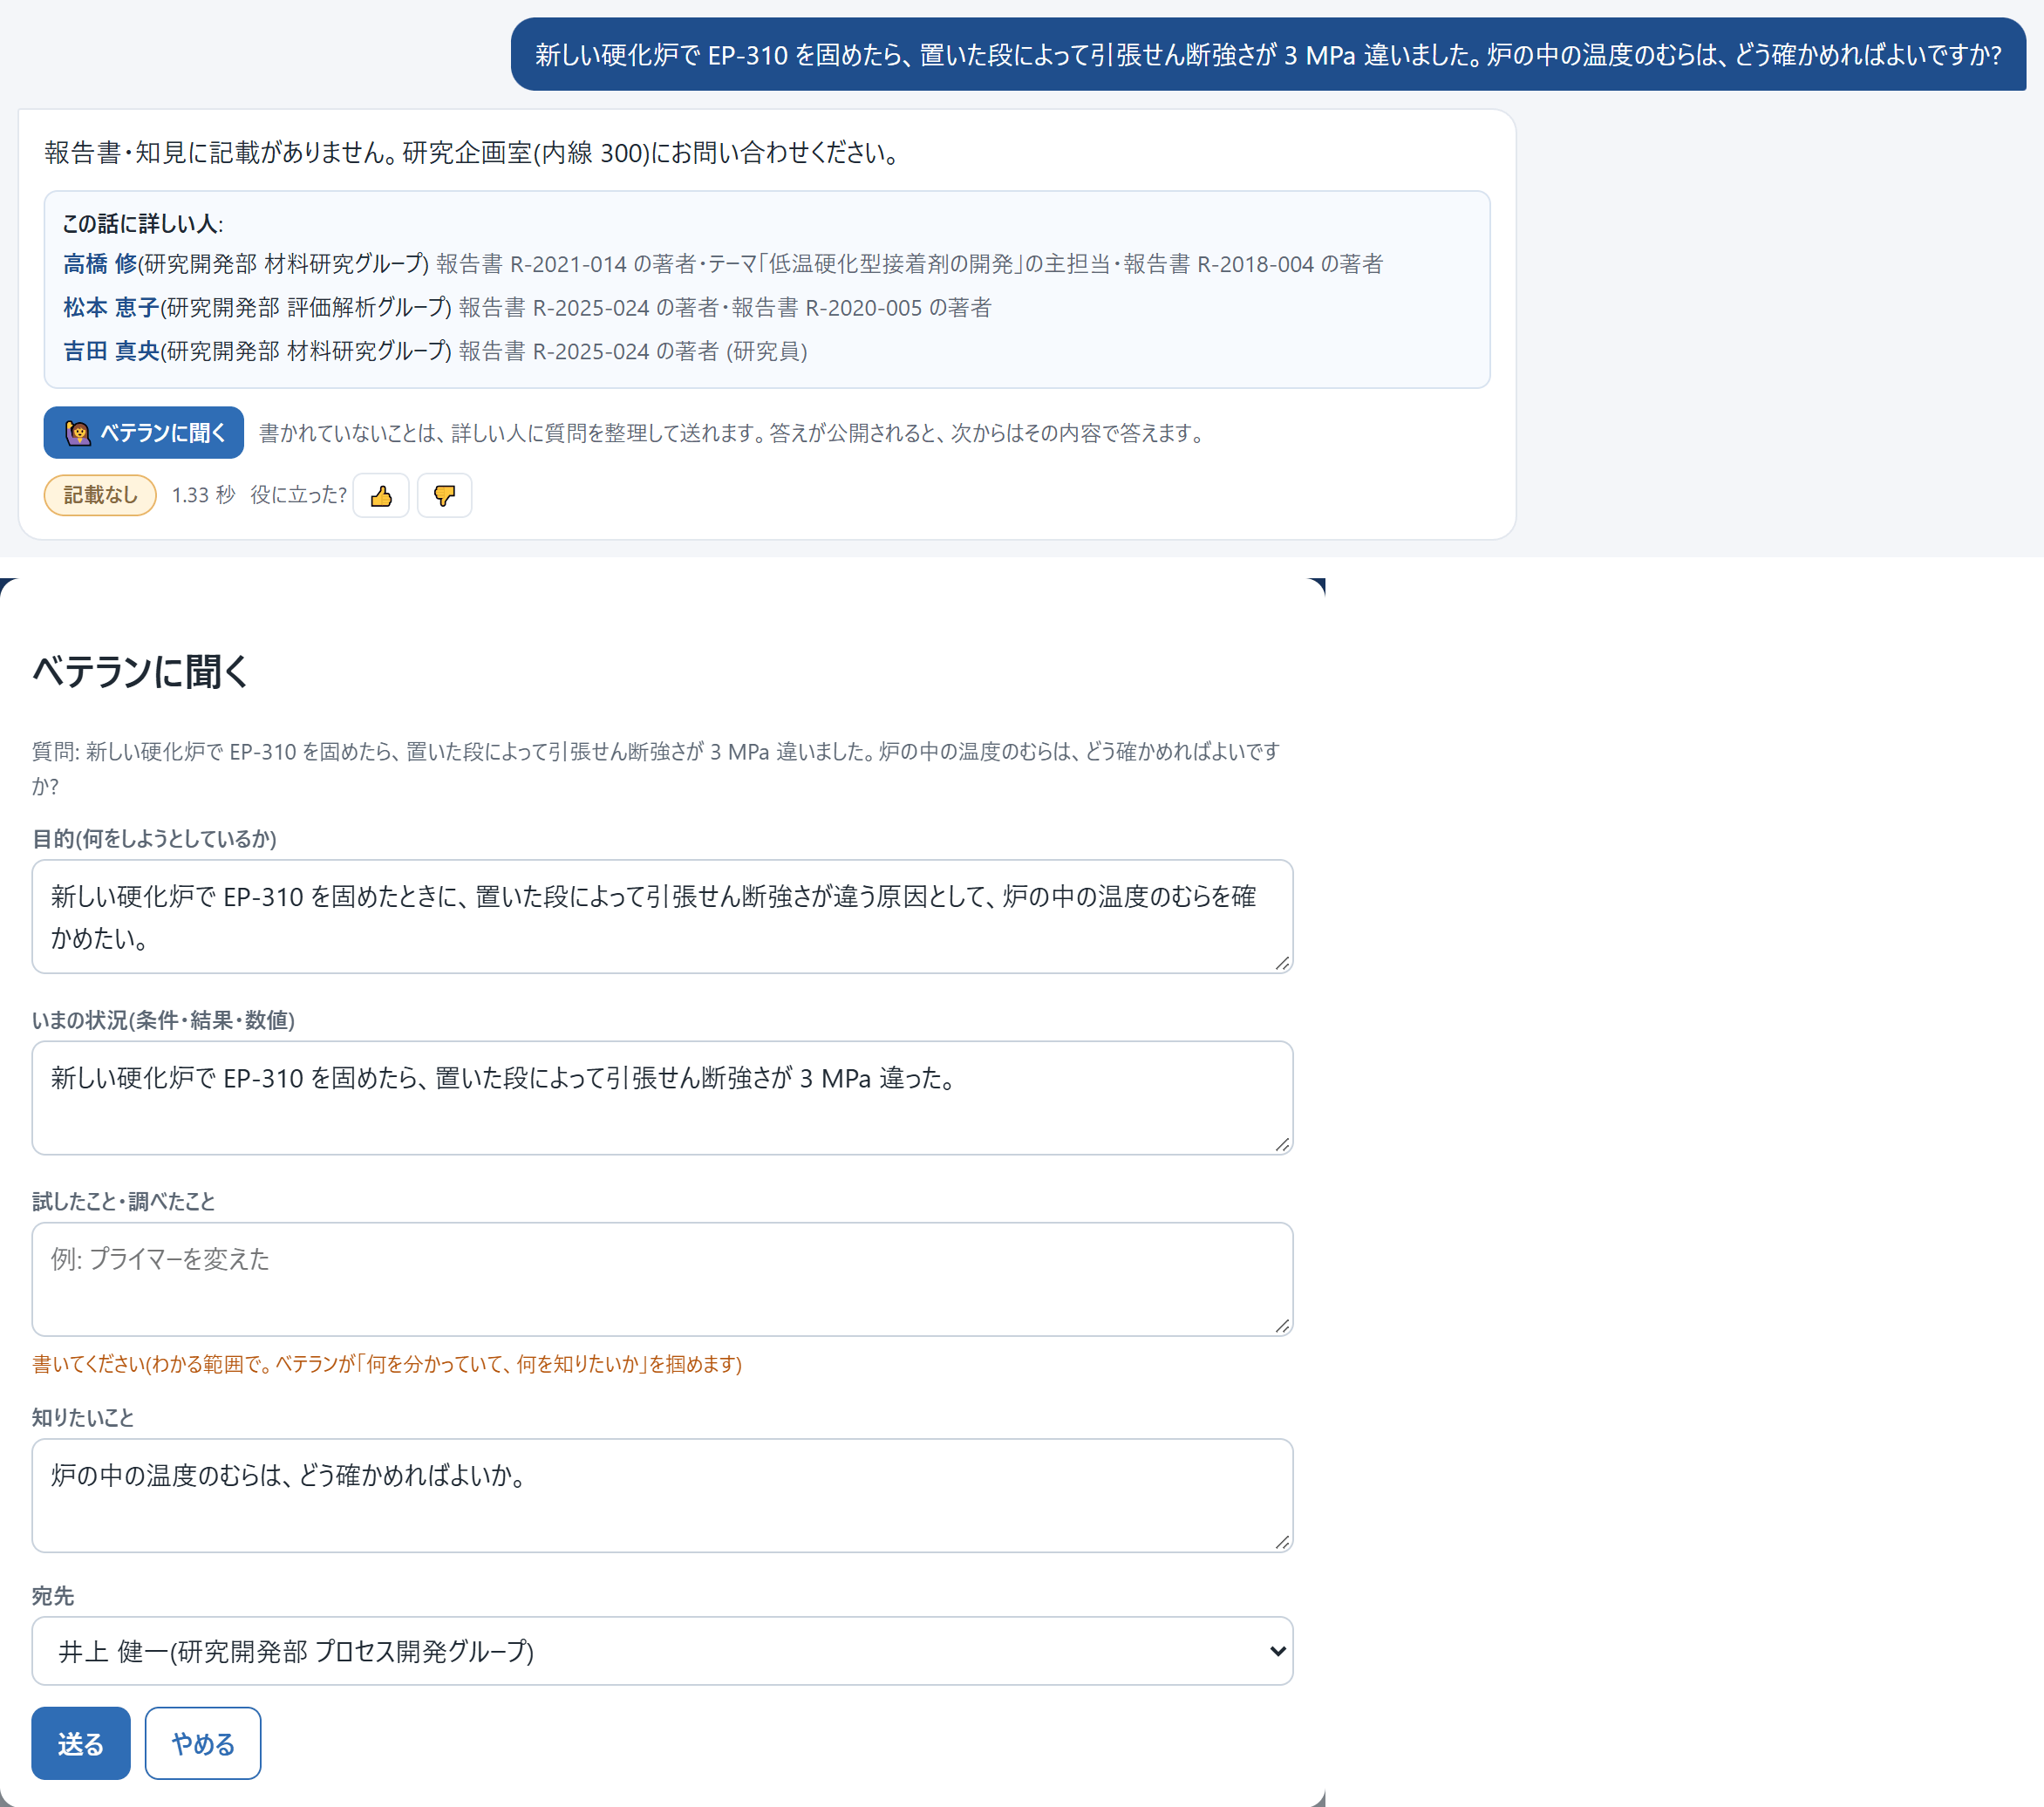 新しい硬化炉で EP-310 を固めたら、置いた段によって引張せん断強さが 3 MPa 違いました。炉の中の温度のむらは、どう確かめればよいですか?
報告書・知見に記載がありません。研究企画室(内線 300)にお問い合わせください。
この話に詳しい人:
高橋 修(研究開発部 材料研究グループ) 報告書 R-2021-014 の著者・テーマ「低温硬化型接着剤の開発」の主担当・報告書 R-2018-004 の著者
松本 恵子(研究開発部 評価解析グループ) 報告書 R-2025-024 の著者・報告書 R-2020-005 の著者
吉田 真央(研究開発部 材料研究グループ) 報告書 R-2025-024 の著者 (研究員)
ベテランに聞く 書かれていないことは、詳しい人に質問を整理して送れます。答えが公開されると、次からはその内容で答えます。
記載なし 1.33 秒 役に立った?
ベテランに聞く
質問: 新しい硬化炉で EP-310 を固めたら、置いた段によって引張せん断強さが 3 MPa 違いました。炉の中の温度のむらは、どう確かめればよいです
か?
目的(何をしようとしているか)
新しい硬化炉で EP-310 を固めたときに、置いた段によって引張せん断強さが違う原因として、炉の中の温度のむらを確
かめたい。
いまの状況(条件・結果・数値)
新しい硬化炉で EP-310 を固めたら、置いた段によって引張せん断強さが 3 MPa 違った。
試したこと・調べたこと
例: プライマーを変えた
書いてください(わかる範囲で。ベテランが「何を分かっていて、何を知りたいか」を掴めます)
知りたいこと
炉の中の温度のむらは、どう確かめればよいか。
宛先
井上 健一(研究開発部 プロセス開発グループ)
送る やめる